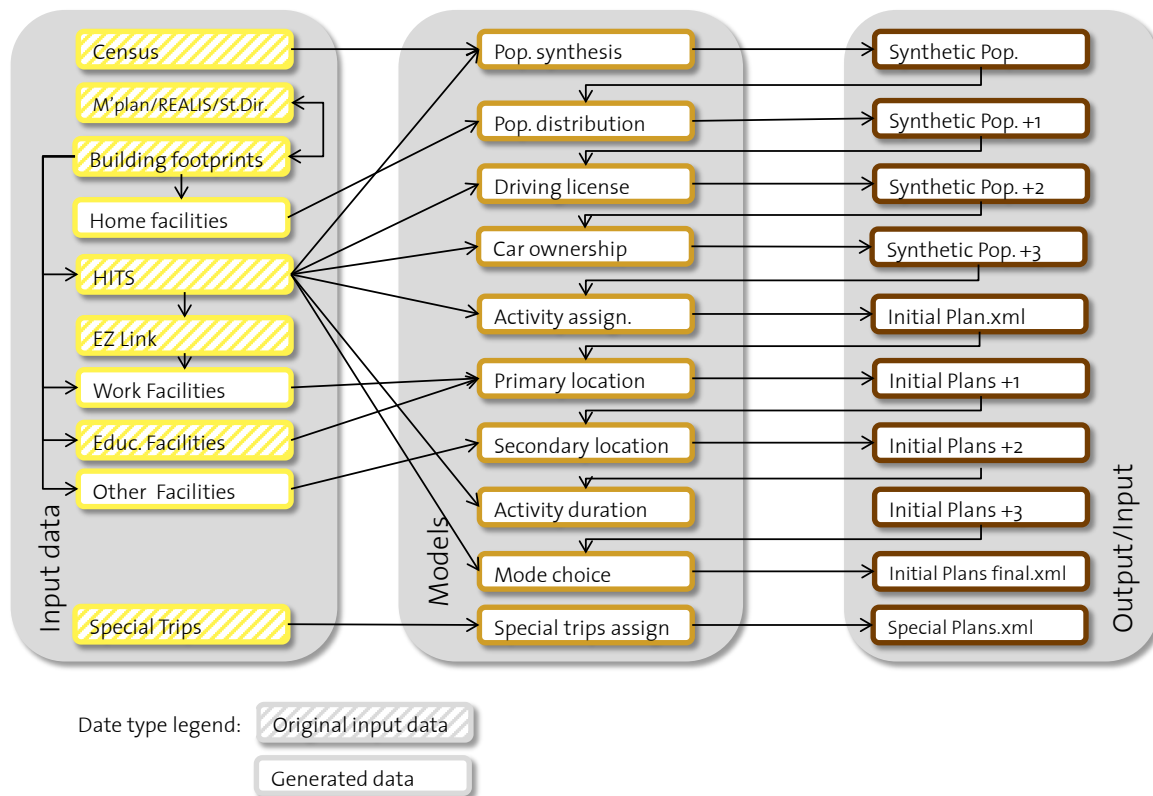 Census
M'plan/REALIS/St.Dir.
Building footprints
Home facilities
HITS
EZ Link
Work Facilities
Educ. Facilities
Other Facilities
Special Trips
Input data
Pop. synthesis
Pop. distribution
Driving license
Car ownership
Activity assign.
Primary location
Secondary location
Activity duration
Mode choice
Special trips assign
Models
Synthetic Pop.
Synthetic Pop. +1
Synthetic Pop. +2
Synthetic Pop. +3
Initial Plan.xml
Initial Plans +1
Initial Plans +2
Initial Plans +3
Initial Plans final.xml
Special Plans.xml
Output/Input
Date type legend:
Original input data
Generated data